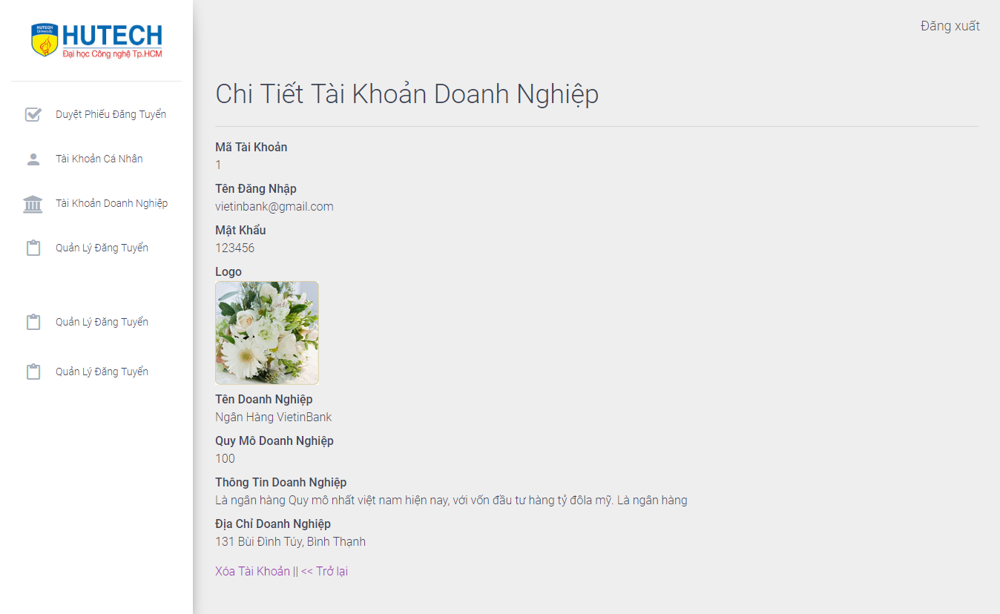 HUTECH
University
HUTECH
Đại học Công nghệ Tp.HCM
Đăng xuất
Duyệt Phiếu Đăng Tuyển
Tài Khoản Cá Nhân
Tài Khoản Doanh Nghiệp
Quản Lý Đăng Tuyển
Quản Lý Đăng Tuyển
Quản Lý Đăng Tuyển
Chi Tiết Tài Khoản Doanh Nghiệp
Mã Tài Khoản
1
Tên Đăng Nhập
vietinbank@gmail.com
Mật Khẩu
123456
Logo
Tên Doanh Nghiệp
Ngân Hàng VietinBank
Quy Mô Doanh Nghiệp
100
Thông Tin Doanh Nghiệp
Là ngân hàng Quy mô nhất việt nam hiện nay, với vốn đầu tư hàng tỷ đôla mỹ. Là ngân hàng
Địa Chỉ Doanh Nghiệp
131 Bùi Đình Túy, Bình Thạnh
Xóa Tài Khoản || << Trở lại